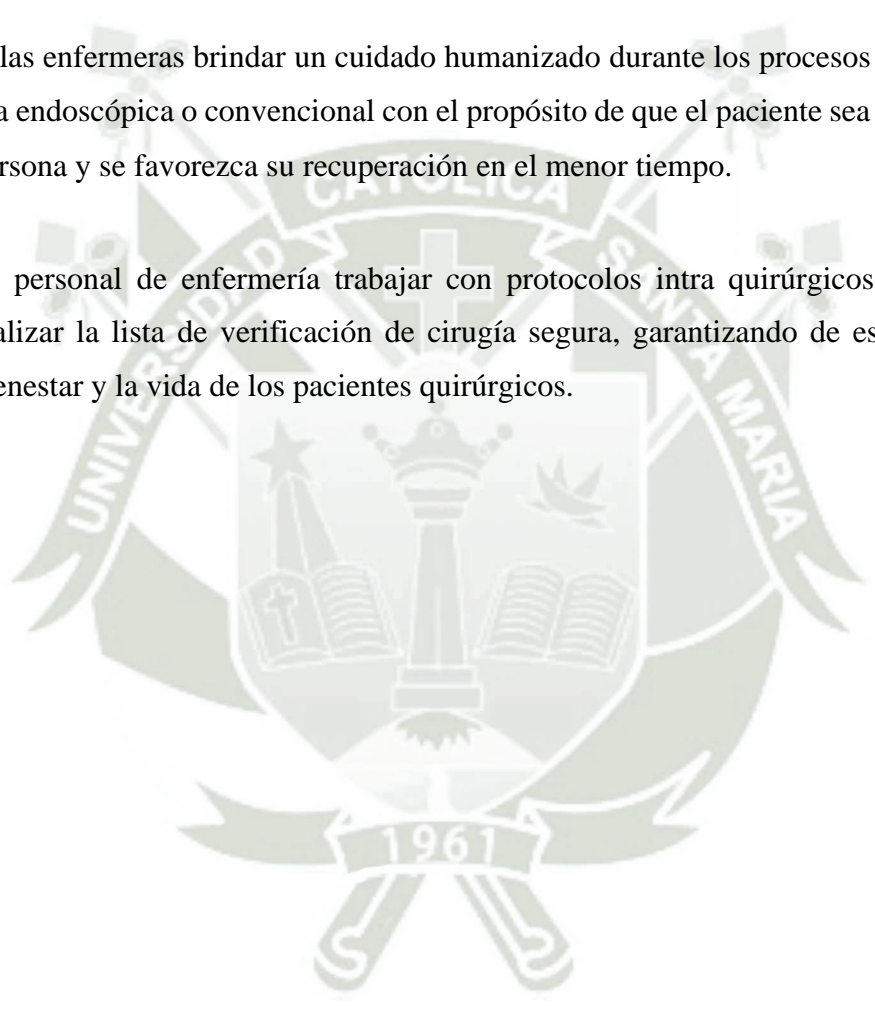 las enfermeras brindar un cuidado humanizado durante los procesos
a endoscópica o convencional con el propósito de que el paciente sea
rsona y se favorezca su recuperación en el menor tiempo.
personal de enfermería trabajar con protocolos intra quirúrgicos
alizar la lista de verificación de cirugía segura, garantizando de es
enestar y la vida de los pacientes quirúrgicos.
UNIVERSIDAD CATOLICA SANTA MARIA
1961